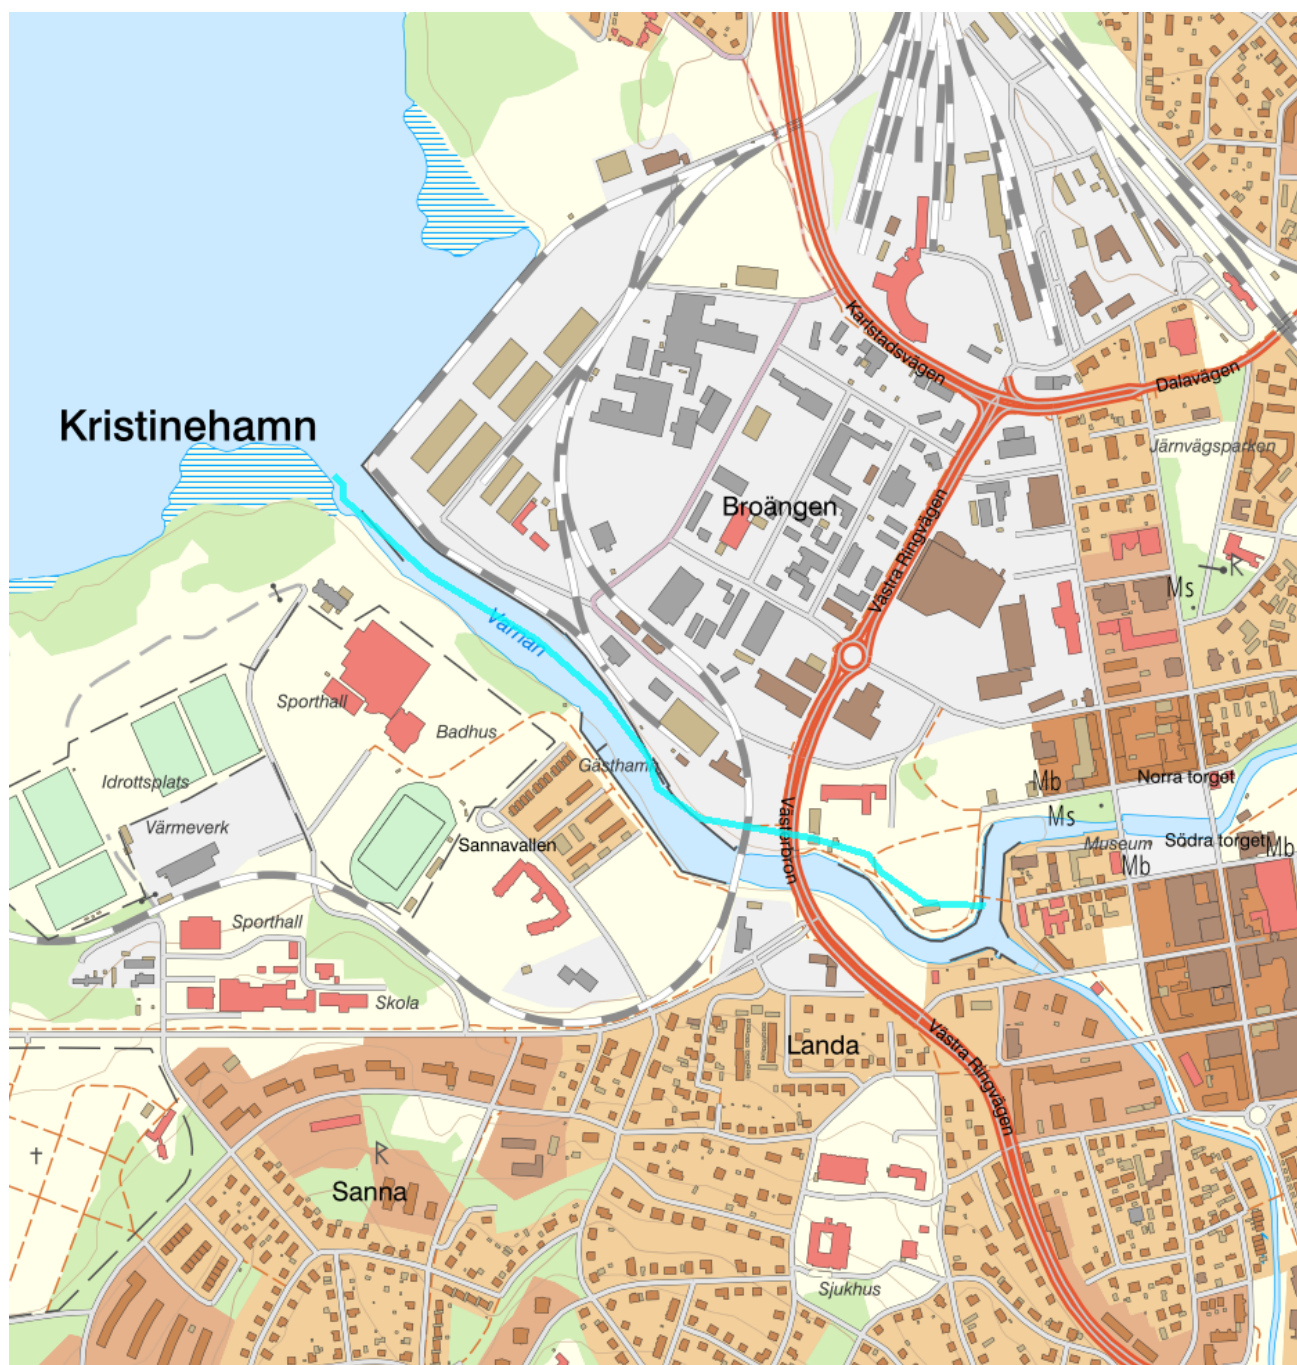 Karlstadsvägen
Dalavägen
Kristinehamn
Järnvägsparken
Broängen
Västra Ringvägen
R
Ms
Varnan
Sporthall
Badhus
Gästhamn
Idrottsplats
Mb
Norra torget
Ms
Värmeverk
Sannavallen
Västerbron
Museum
Södra torget
Mb
Mb
Sporthall
Skola
Landa
Västra Ringvägen
R
Sanna
Sjukhus